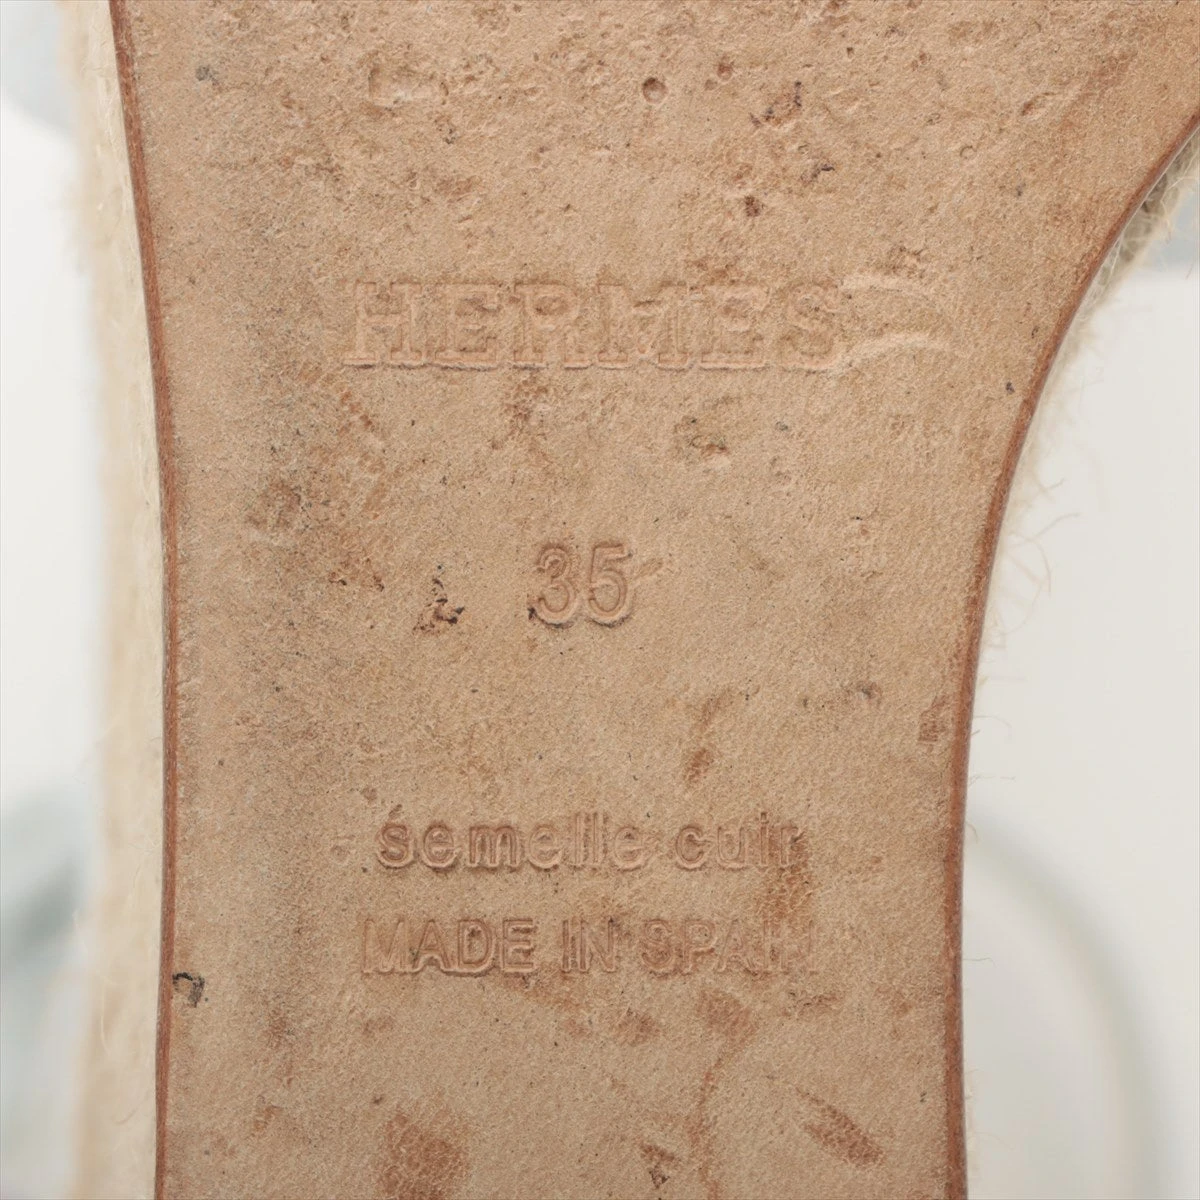 HERMES
35
semelle cuir
MADE IN SPAIN